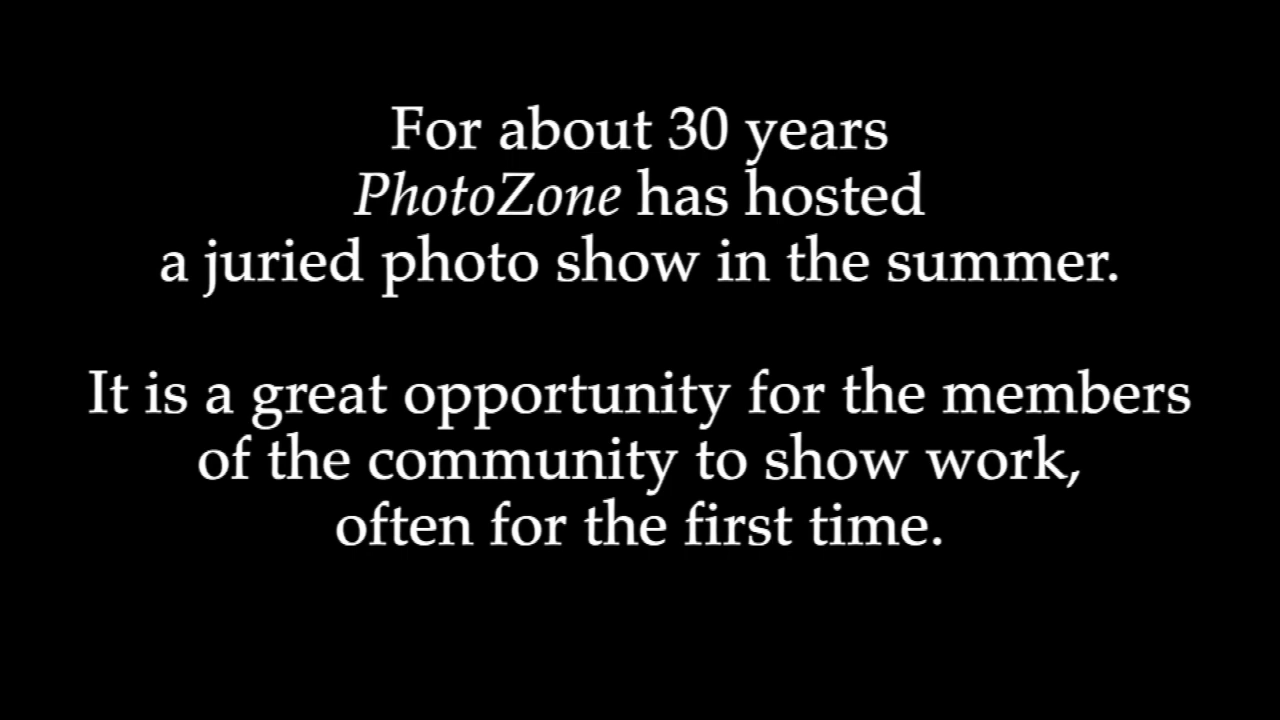 For about 30 years
PhotoZone has hosted
a juried photo show in the summer.
It is a great opportunity for the members
of the community to show work,
often for the first time.